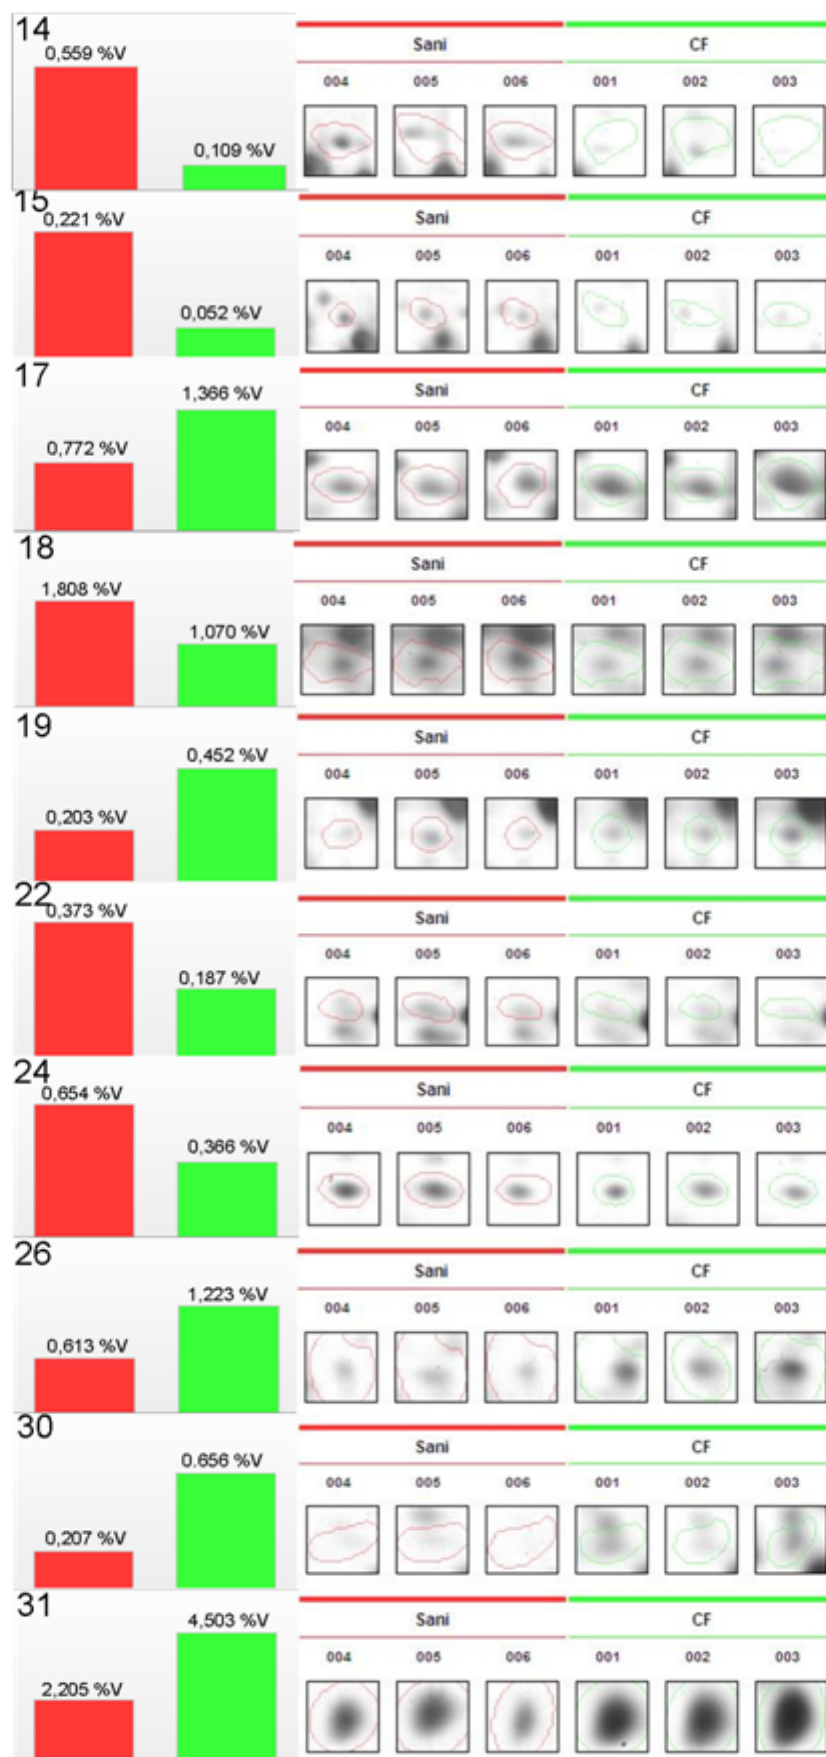 14
0,559 %V
0,109 %V
Sani CF
004 005 006 001 002 003
15
0,221 %V
0,052 %V
Sani CF
004 005 006 001 002 003
17
1,366 %V
0,772 %V
Sani CF
004 005 006 001 002 003
18
1,808 %V
1,070 %V
Sani CF
004 005 006 001 002 003
19
0,452 %V
0,203 %V
Sani CF
004 005 006 001 002 003
22
0,373 %V
0,187 %V
Sani CF
004 005 006 001 002 003
24
0,654 %V
0,366 %V
Sani CF
004 005 006 001 002 003
26
1,223 %V
0,613 %V
Sani CF
004 005 006 001 002 003
30
0.656 %V
0,207 %V
Sani CF
004 005 006 001 002 003
31
4,503 %V
2,205 %V
Sani CF
004 005 006 001 002 003